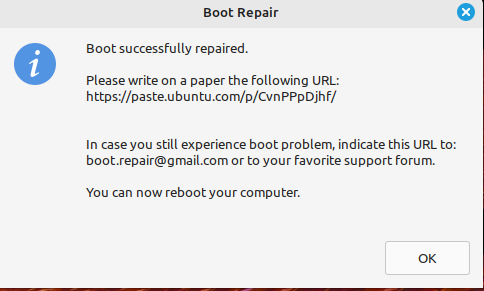 Boot Repair
Boot successfully repaired.
Please write on a paper the following URL:
https://paste.ubuntu.com/p/CvnPPpDjhf/
In case you still experience boot problem, indicate this URL to:
boot.repair@gmail.com or to your favorite support forum.
You can now reboot your computer.
OK